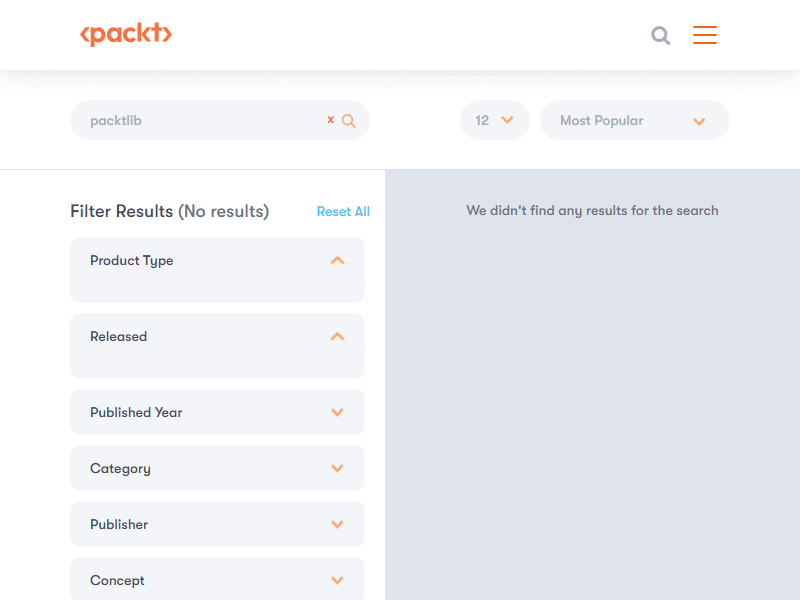 <packt>
packtlib x
12
Most Popular
Filter Results (No results)
Reset All
We didn't find any results for the search
Product Type
Released
Published Year
Category
Publisher
Concept